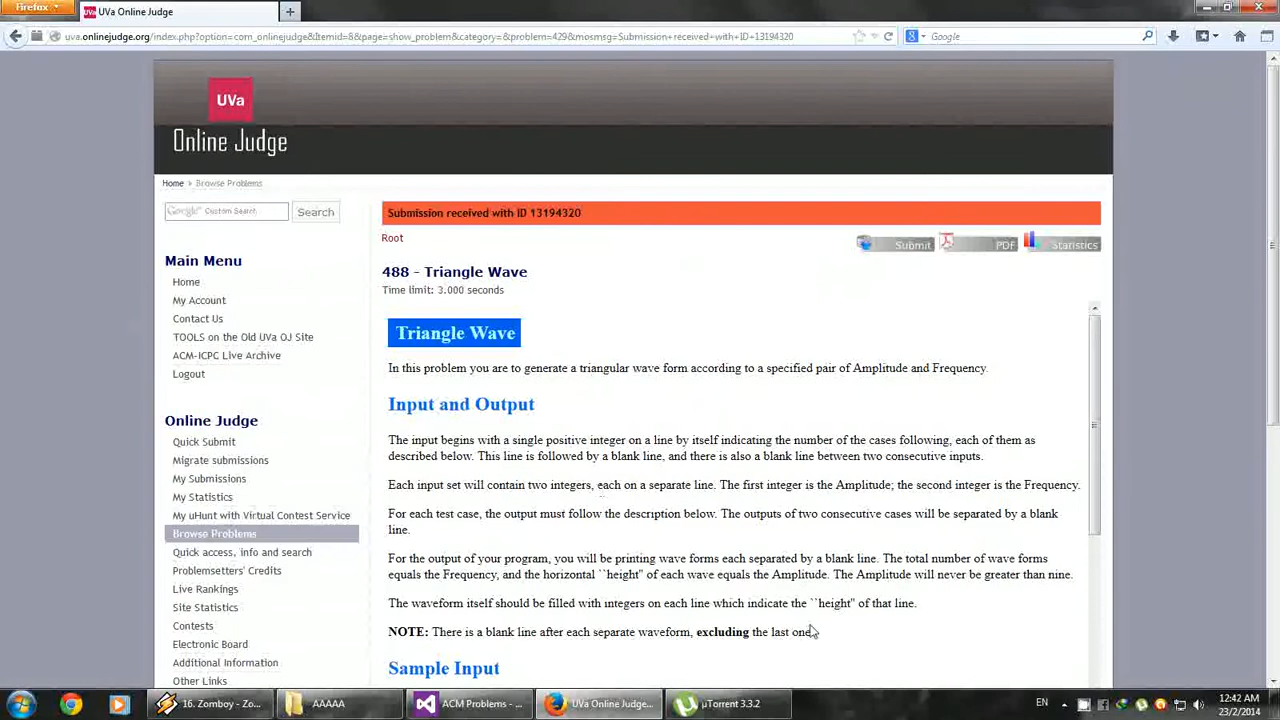 Firefox
UVa Online Judge
uva.onlinejudge.org/index.php?option=com_onlinejudge&Itemid=8&page=show_problem&category=&problem=429&mosmsg=Submission+received+with+ID+13194320
Google
UVa
Online Judge
Home > Browse Problems
Google Custom Search
Search
Submission received with ID 13194320
Root
Submit
PDF
Statistics
Main Menu
Home
My Account
Contact Us
TOOLS on the Old UVa OJ Site
ACM-ICPC Live Archive
Logout
Online Judge
Quick Submit
Migrate submissions
My Submissions
My Statistics
My uHunt with Virtual Contest Service
Browse Problems
Quick access, info and search
Problemsetters' Credits
Live Rankings
Site Statistics
Contests
Electronic Board
Additional Information
Other Links
488 - Triangle Wave
Time limit: 3.000 seconds
Triangle Wave
In this problem you are to generate a triangular wave form according to a specified pair of Amplitude and Frequency.
Input and Output
The input begins with a single positive integer on a line by itself indicating the number of the cases following, each of them as
described below. This line is followed by a blank line, and there is also a blank line between two consecutive inputs.
Each input set will contain two integers, each on a separate line. The first integer is the Amplitude; the second integer is the Frequency.
For each test case, the output must follow the description below. The outputs of two consecutive cases will be separated by a blank
line.
For the output of your program, you will be printing wave forms each separated by a blank line. The total number of wave forms
equals the Frequency, and the horizontal ``height'' of each wave equals the Amplitude. The Amplitude will never be greater than nine.
The waveform itself should be filled with integers on each line which indicate the ``height'' of that line.
NOTE: There is a blank line after each separate waveform, excluding the last one.
Sample Input
16. Zomboy - Zo...
AAAAA
ACM Problems - ...
UVa Online Judge...
µTorrent 3.3.2
EN
12:42 AM
23/2/2014